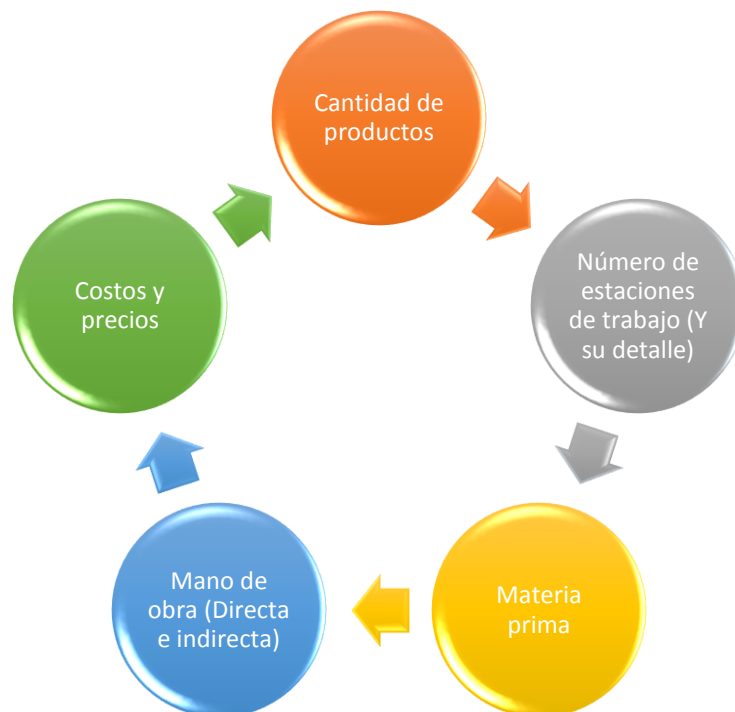 Cantidad de
productos
Número de
estaciones
de trabajo (Y
su detalle)
Materia
prima
Mano de
obra (Directa
e indirecta)
Costos y
precios